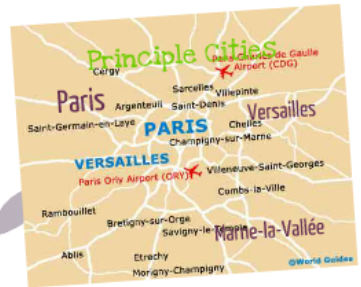 Principle Cities
Paris Charles de Gaulle
Airport (CDG)
Cergy
Sarcelles
Villepinte
Paris
Argenteuil
Saint-Denis
Versailles
Saint-Germain-en-Laye
PARIS
Chelles
Champigny-sur-Marne
VERSAILLES
Villeneuve-Saint-Georges
Paris Orly Airport (ORY)
Combs-la-Ville
Rambouillet
Bretigny-sur-Orge
Savigny-le-
Marne-la-Vallée
Ablis
Etrechy
Morigny-Champigny
©World Guides